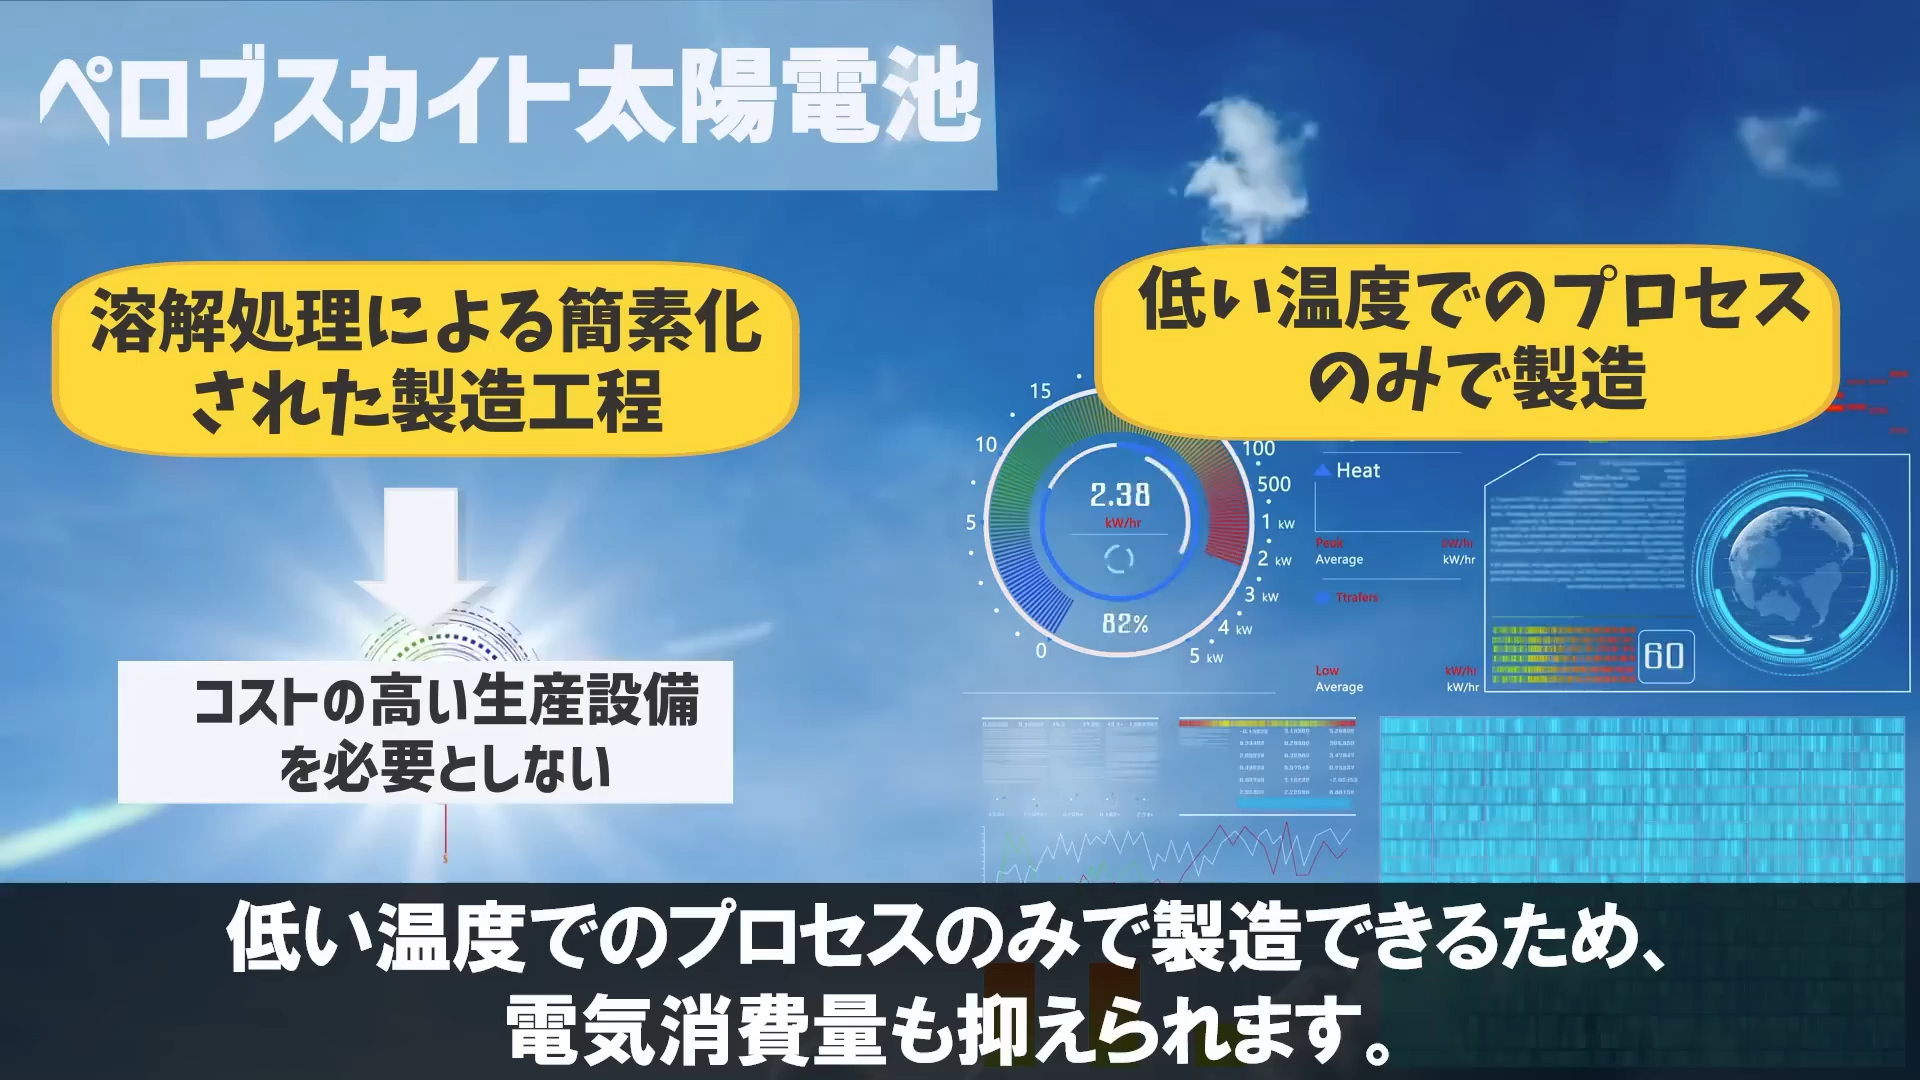 ペロブスカイト太陽電池
溶解処理による簡素化
された製造工程
コストの高い生産設備
を必要としない
低い温度でのプロセス
のみで製造
15
10
5
0
2.38
kW/hr
82%
100
500
1 kW
2 kW
3 kW
4 kW
5 kW
Heat
Peak
Average
kW/hr
Ttrafers
Low
kW/hr
Average
kW/hr
60
低い温度でのプロセスのみで製造できるため、
電気消費量も抑えられます。